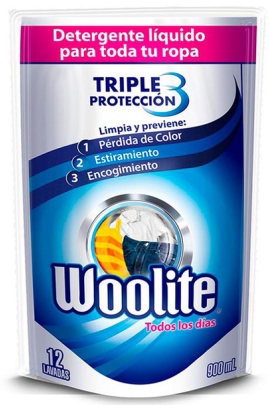 Detergente líquido
para toda tu ropa
TRIPLE 3
PROTECCIÓN
Limpia y previene:
1 Pérdida de Color
2 Estiramiento
3 Encogimiento
Woolite
Todos los días
12
LAVADAS
900 mL